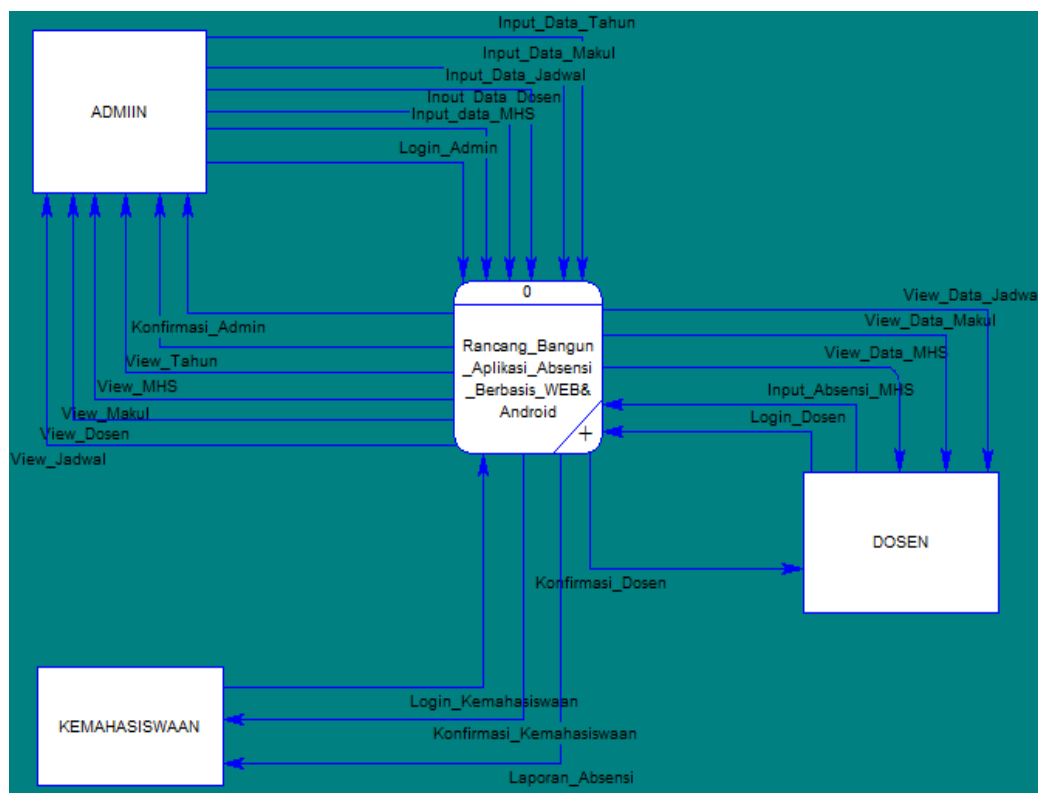 Input_Data_Tahun
Input_Data_Makul
Input_Data_Jadwal
Inout_Data_Dosen
Input_data_MHS
Login_Admin
ADMIIN
0
Rancang_Bangun
_Aplikasi_Absensi
_Berbasis_WEB&
Android
+
Konfirmasi_Admin
View_Tahun
View_MHS
View_Makul
View_Dosen
View_Jadwal
View_Data_Jadwa
View_Data_Makul
View_Data_MHS
Input_Absensi_MHS
Login_Dosen
DOSEN
Konfirmasi_Dosen
KEMAHASISWAAN
Login_Kemahasiswaan
Konfirmasi_Kemahasiswaan
Laporan_Absensi